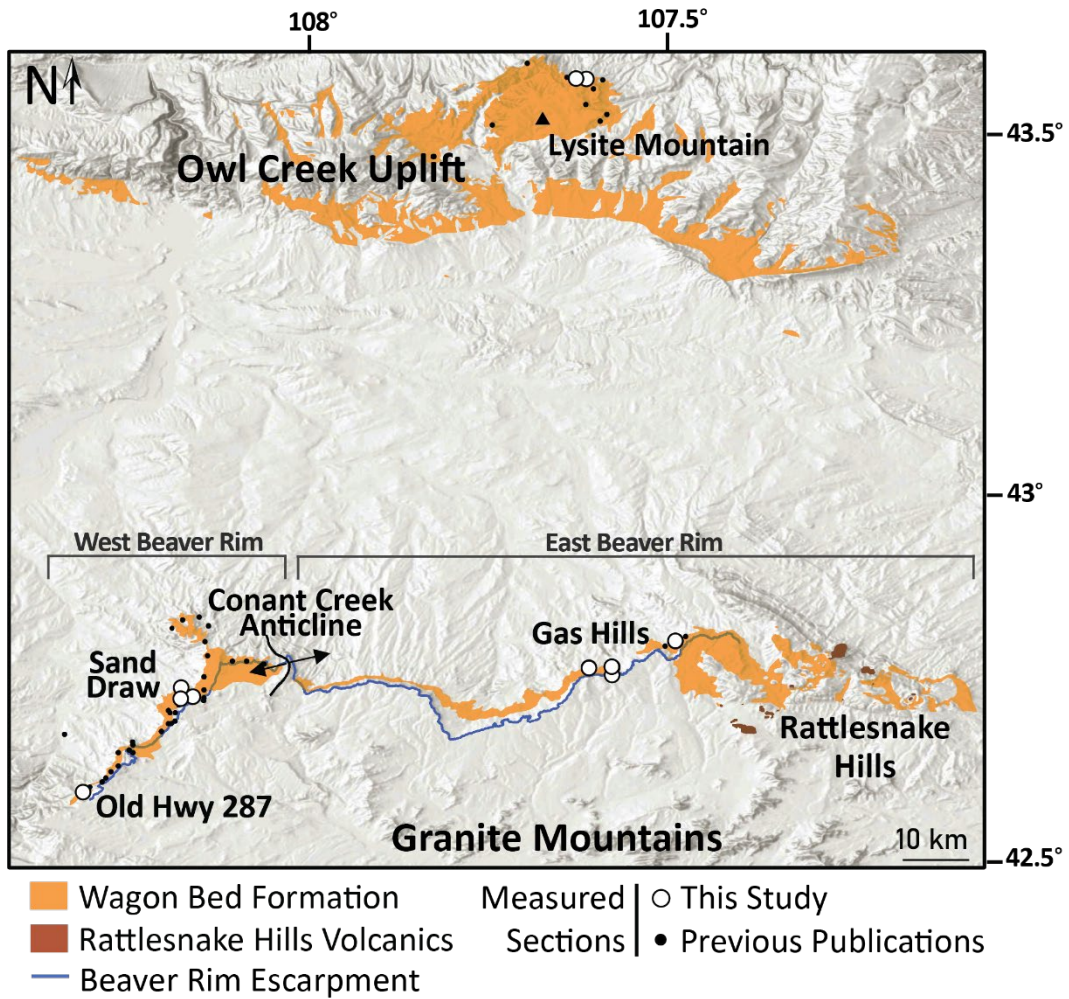 108°
107.5°
N
Lysite Mountain
43.5°
Owl Creek Uplift
43°
West Beaver Rim
East Beaver Rim
Conant Creek
Anticline
Gas Hills
Sand
Draw
Rattlesnake
Hills
Old Hwy 287
Granite Mountains
10 km
42.5°
Wagon Bed Formation
Rattlesnake Hills Volcanics
Beaver Rim Escarpment
Measured
Sections
This Study
Previous Publications